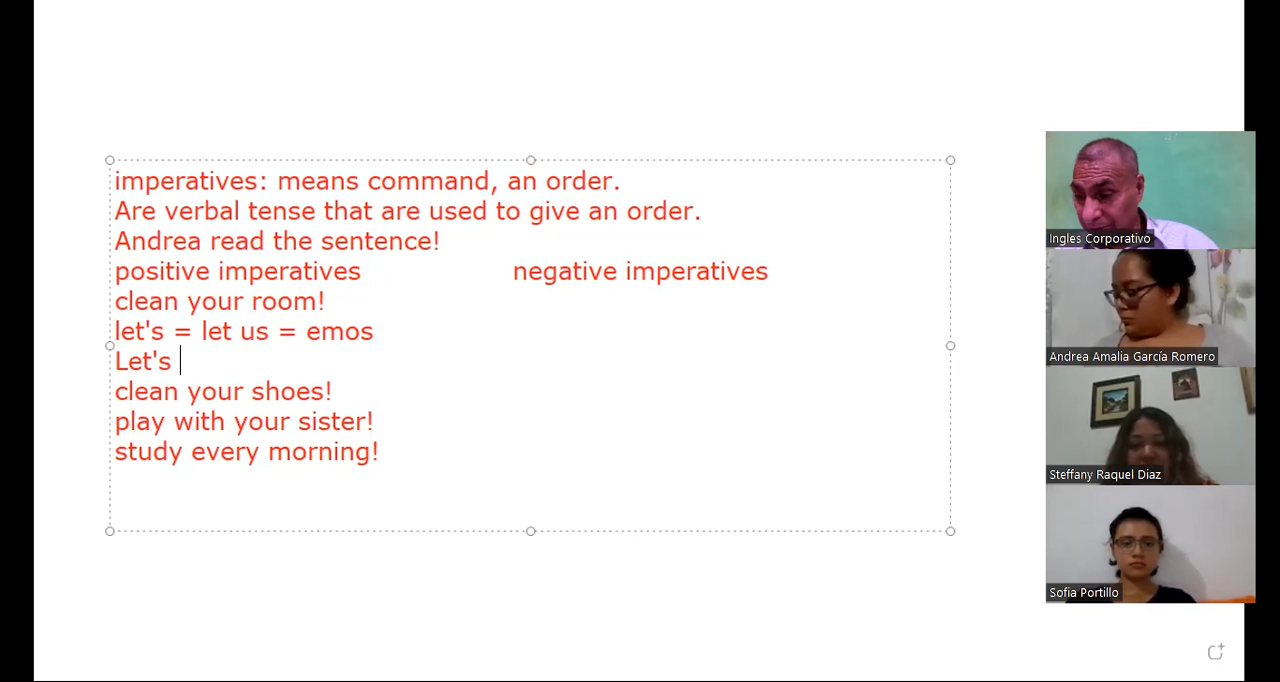 imperatives: means command, an order.
Are verbal tense that are used to give an order.
Andrea read the sentence!
positive imperatives negative imperatives
clean your room!
let's = let us = emos
Let's
clean your shoes!
play with your sister!
study every morning!
Ingles Corporativo
Andrea Amalia García Romero
Steffany Raquel Diaz
Sofia Portillo